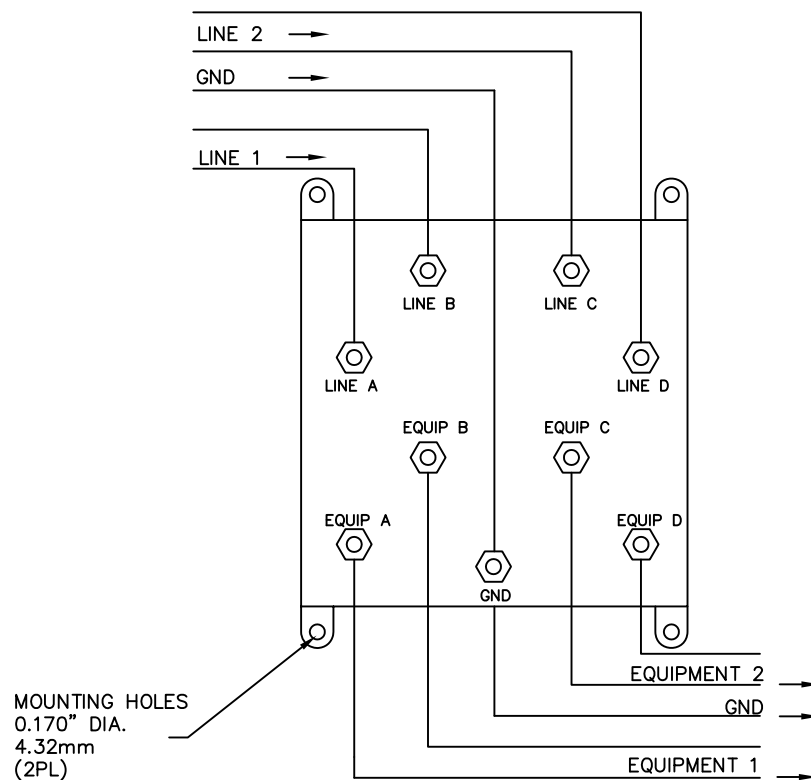 LINE 2
GND
LINE 1
LINE B
LINE C
LINE A
LINE D
EQUIP B
EQUIP C
EQUIP A
EQUIP D
GND
EQUIPMENT 2
GND
EQUIPMENT 1
MOUNTING HOLES
0.170” DIA.
4.32mm
(2PL)